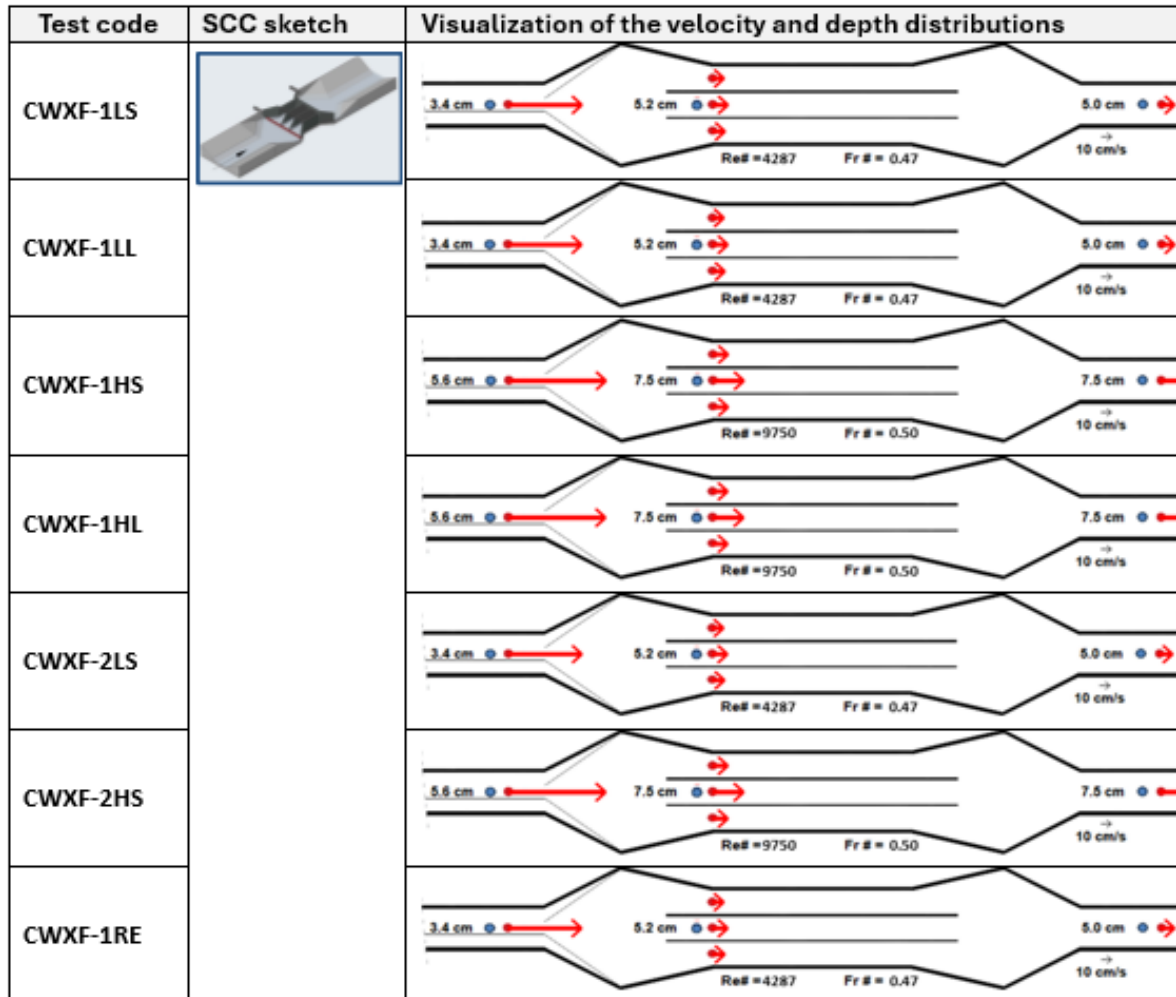 Test code SCC sketch Visualization of the velocity and depth distributions
CWXF-1LS
3.4 cm 5.2 cm 5.0 cm
10 cm/s
Re# =4287 Fr # = 0.47
CWXF-1LL
3.4 cm 5.2 cm 5.0 cm
10 cm/s
Re# =4287 Fr # = 0.47
CWXF-1HS
5.6 cm 7.5 cm 7.5 cm
10 cm/s
Re# =9750 Fr # = 0.50
CWXF-1HL
5.6 cm 7.5 cm 7.5 cm
10 cm/s
Re# =9750 Fr # = 0.50
CWXF-2LS
3.4 cm 5.2 cm 5.0 cm
10 cm/s
Re# =4287 Fr # = 0.47
CWXF-2HS
5.6 cm 7.5 cm 7.5 cm
10 cm/s
Re# =9750 Fr # = 0.50
CWXF-1RE
3.4 cm 5.2 cm 5.0 cm
10 cm/s
Re# =4287 Fr # = 0.47